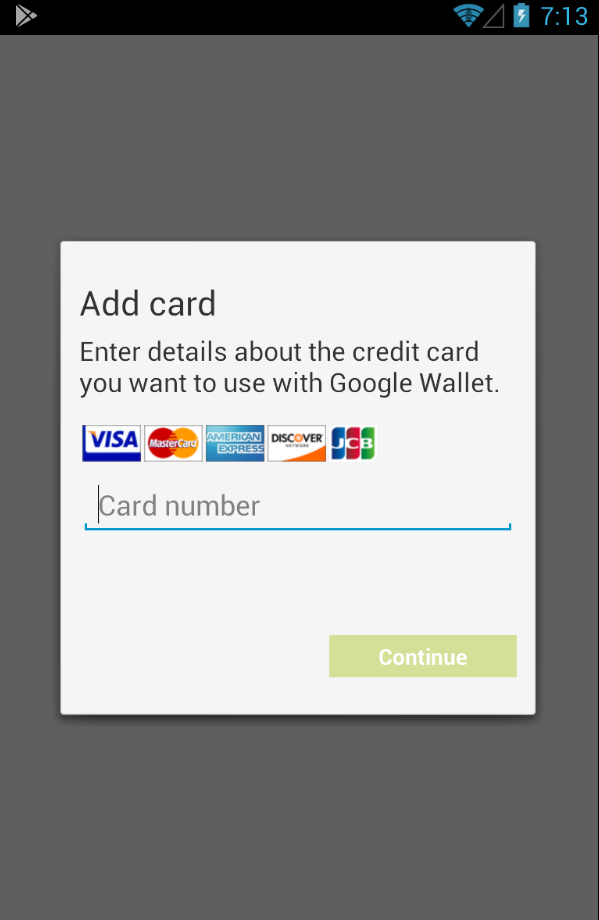 7:13
Add card
Enter details about the credit card
you want to use with Google Wallet.
VISA MasterCard AMERICAN EXPRESS DISCOVER NETWORK JCB
Card number
Continue